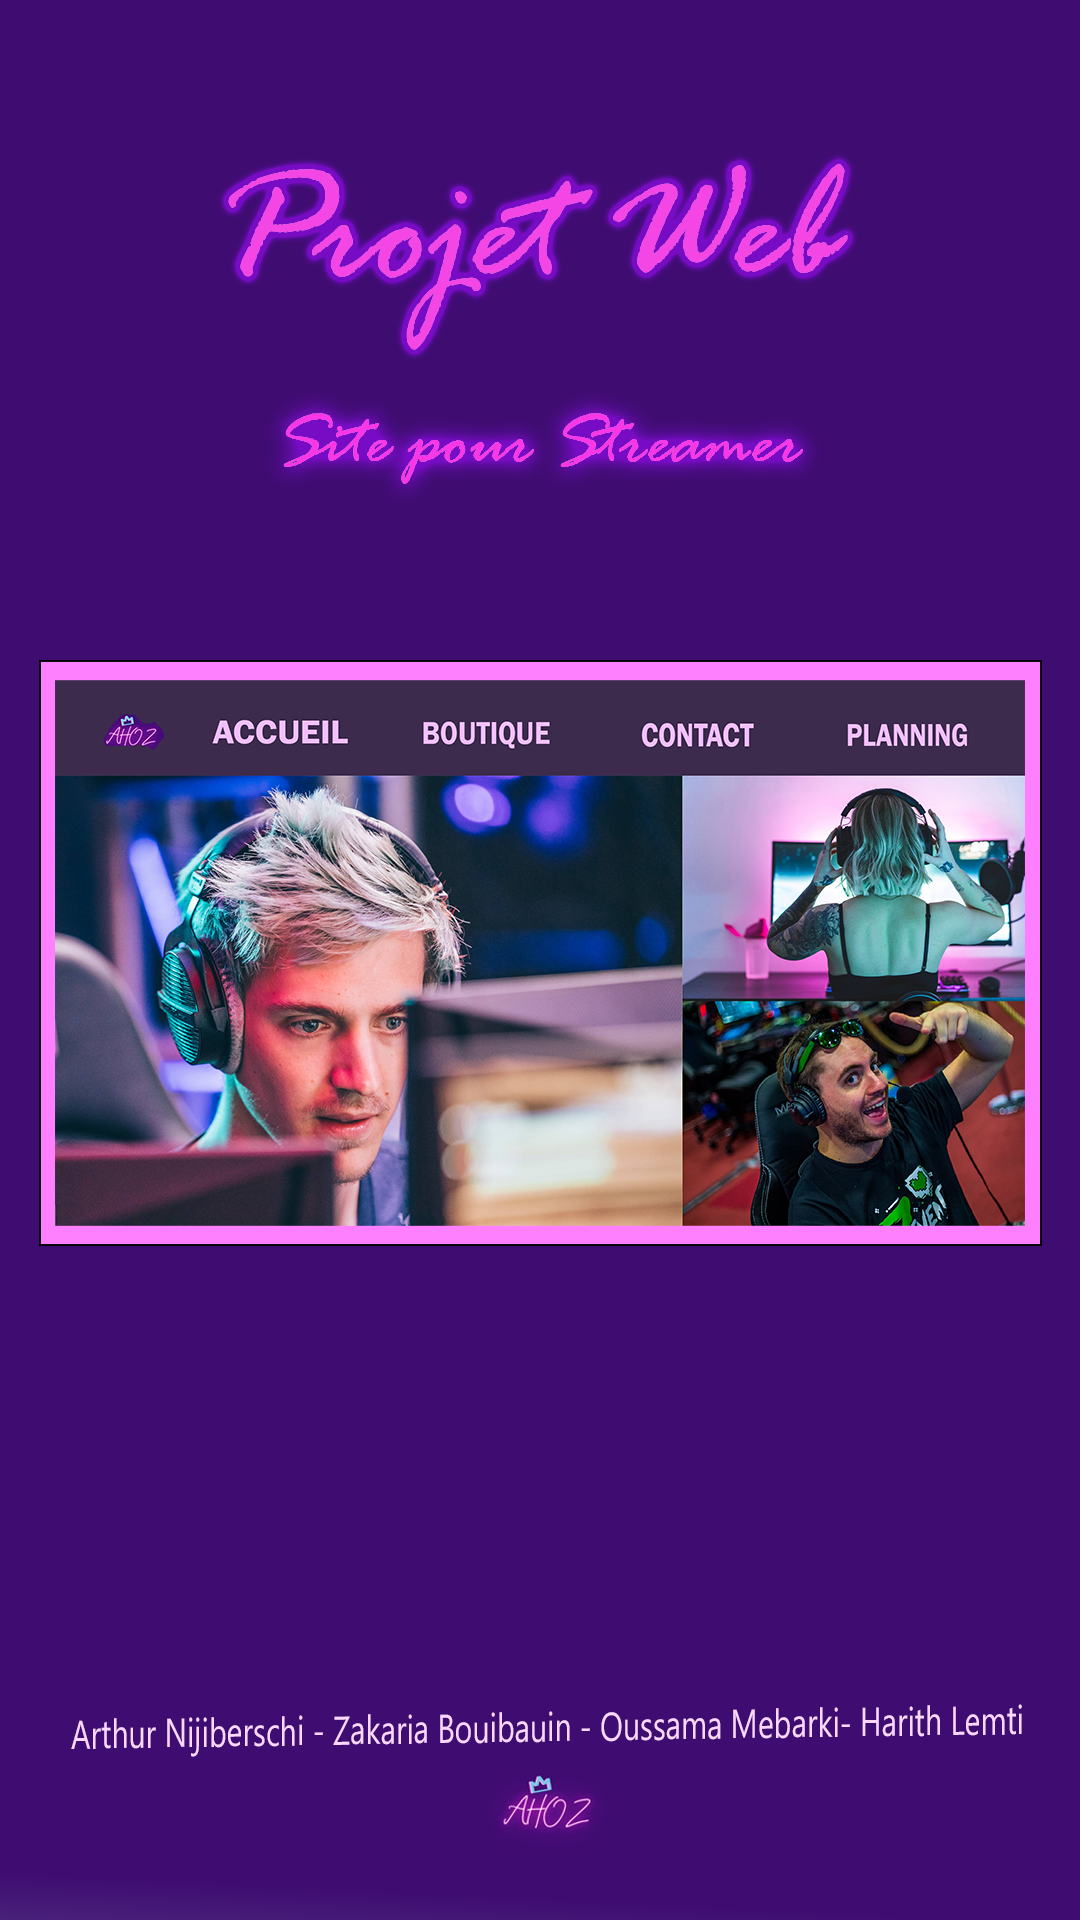 Projet Web
Site pour Streamer
AHOZ ACCUEIL BOUTIQUE CONTACT PLANNING
Arthur Nijiberschi - Zakaria Bouibauin - Oussama Mebarki- Harith Lemti
AHOZ